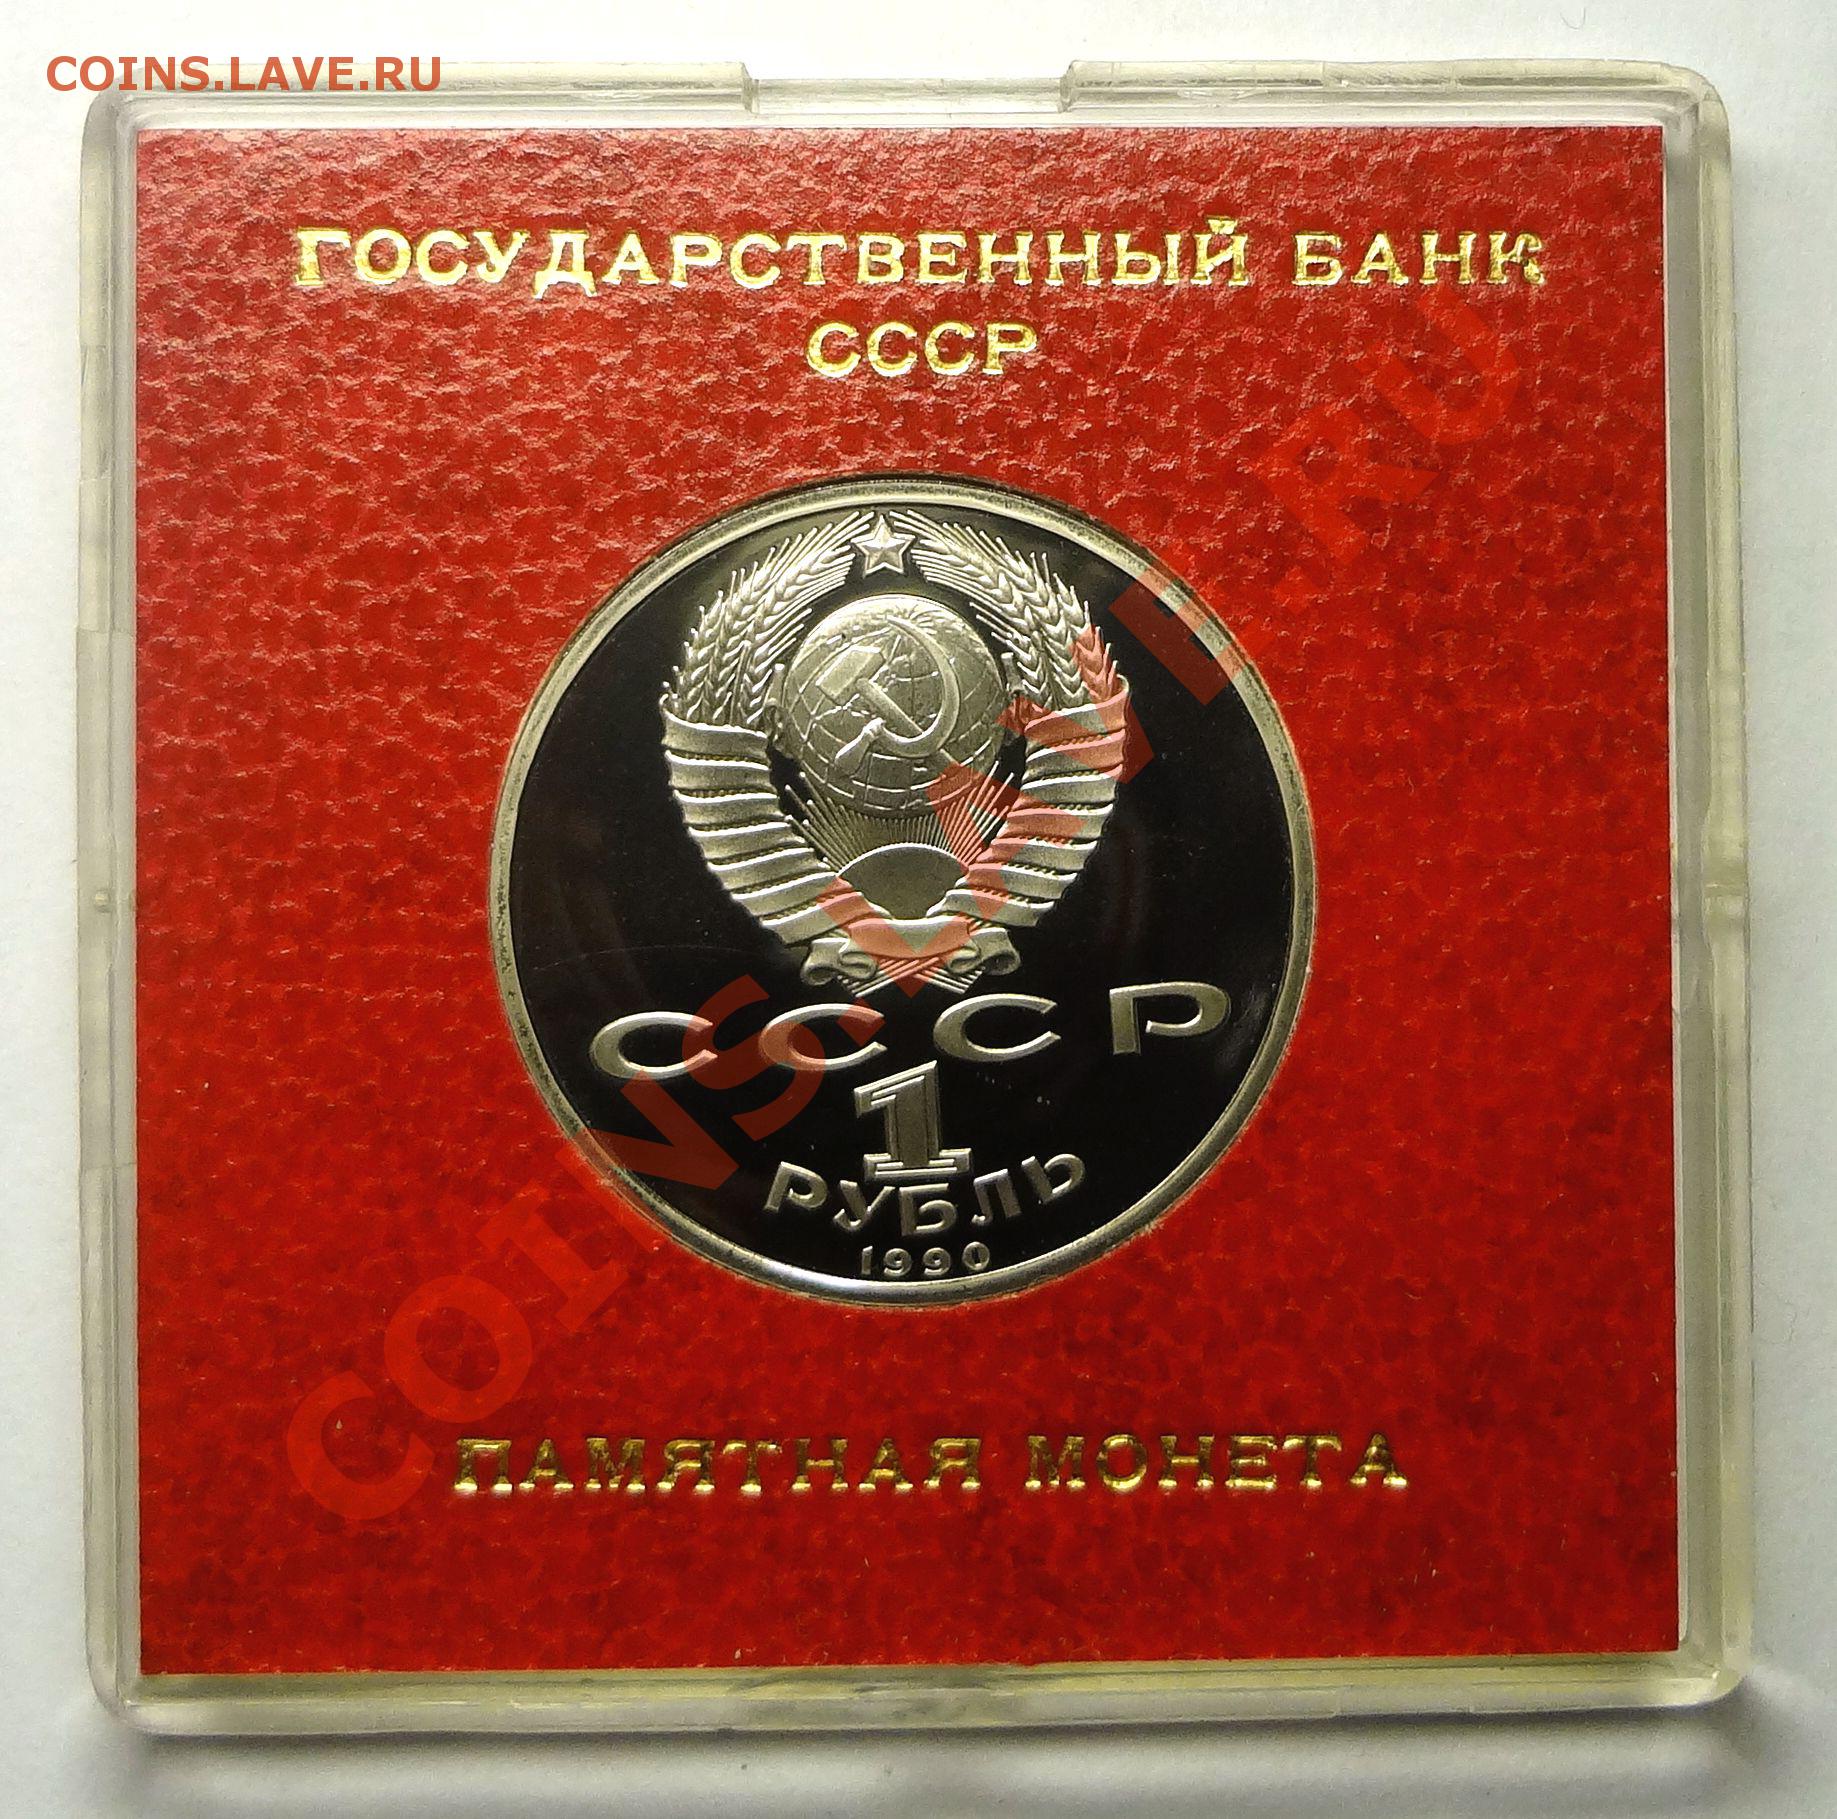 COINS.LAVE.RU
ГОСУДАРСТВЕННЫЙ БАНК
СССР
СССР
1
РУБЛЬ
1990
ПАМЯТНАЯ МОНЕТА
COINS.LAVE.RU